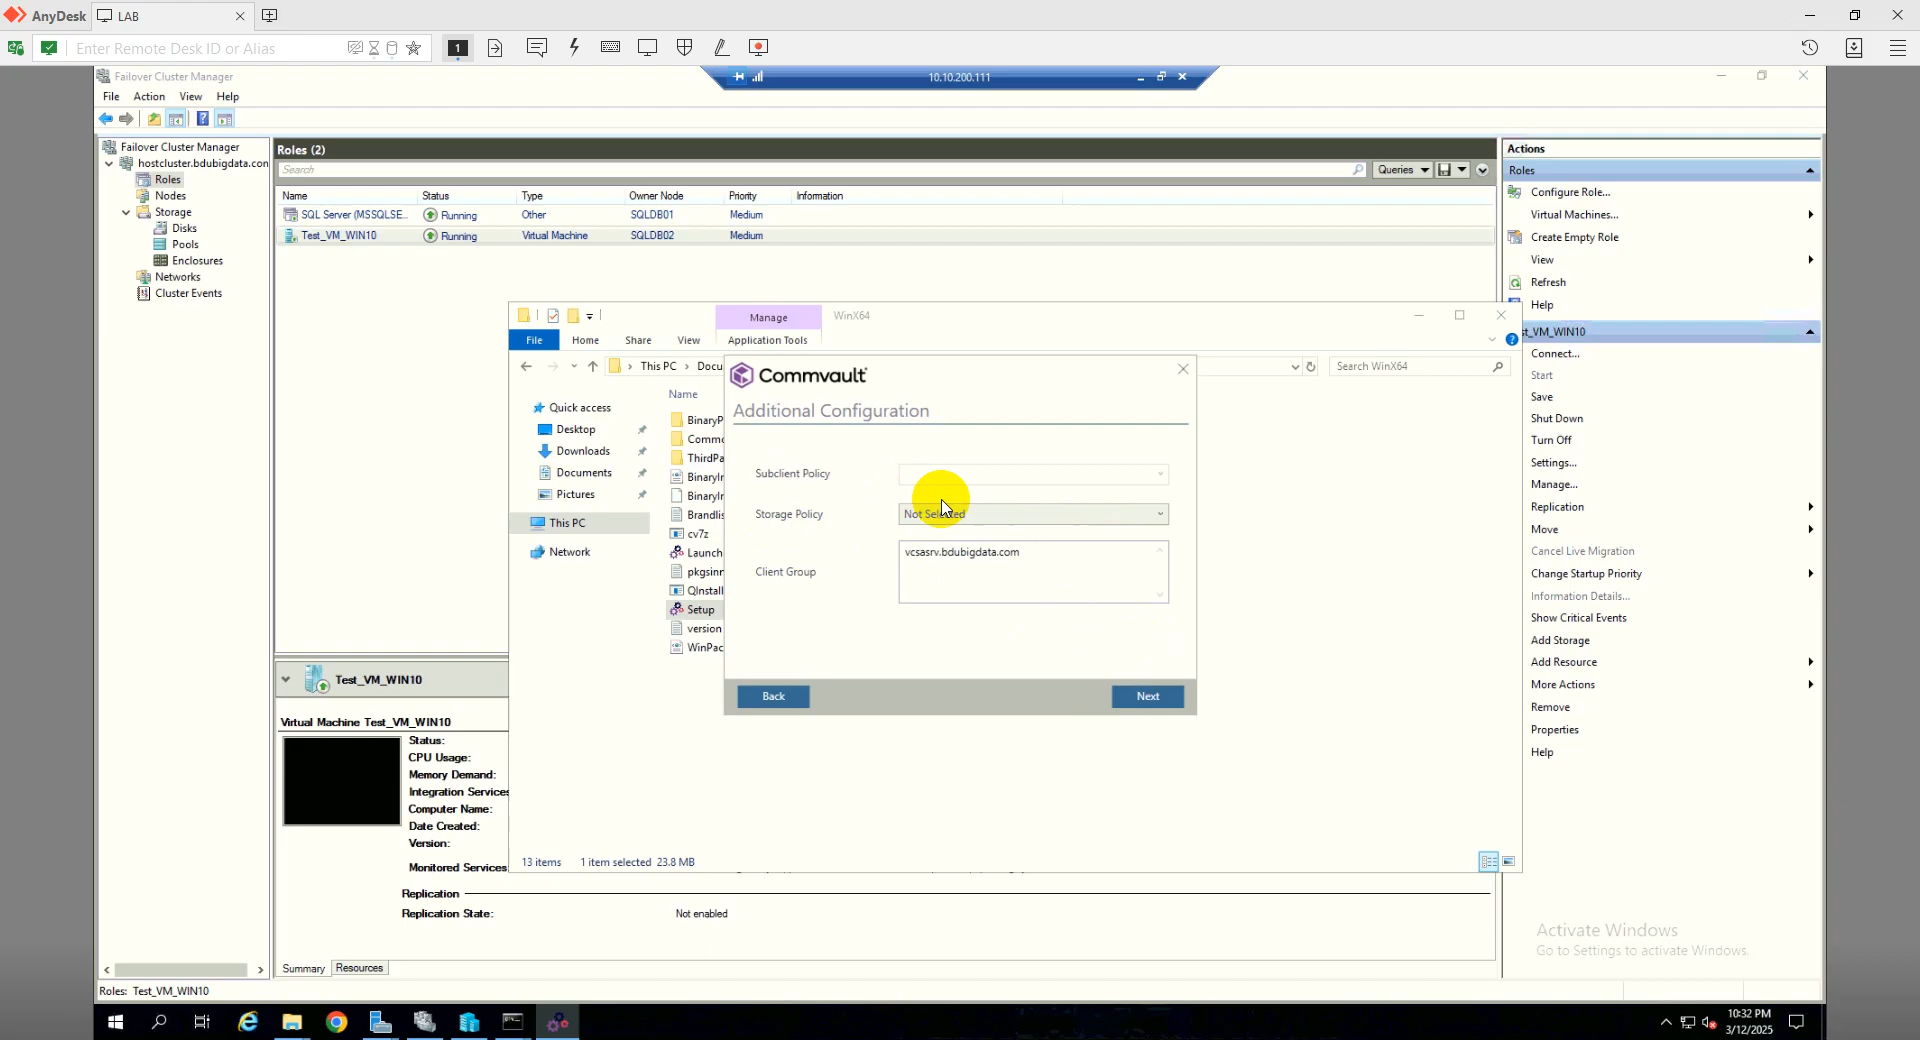 AnyDesk
LAB
Enter Remote Desk ID or Alias
1
Failover Cluster Manager
10.10.200.111
File Action View Help
Failover Cluster Manager
hostcluster.bdubigdata.con
Roles
Nodes
Storage
Disks
Pools
Enclosures
Networks
Cluster Events
Roles (2)
Search
Queries
Name Status Type Owner Node Priority Information
SQL Server (MSSQLSE... Running Other SQLDB01 Medium
Test_VM_WIN10 Running Virtual Machine SQLDB02 Medium
Actions
Roles
Configure Role...
Virtual Machines...
Create Empty Role
View
Refresh
Help
st_VM_WIN10
Connect...
Start
Save
Shut Down
Turn Off
Settings...
Manage...
Replication
Move
Cancel Live Migration
Change Startup Priority
Information Details...
Show Critical Events
Add Storage
Add Resource
More Actions
Remove
Properties
Help
Manage WinX64
File Home Share View Application Tools
This PC Docu
Search WinX64
Quick access
Desktop
Downloads
Documents
Pictures
This PC
Network
Name
BinaryP
Commo
ThirdPa
BinaryIr
BinaryIr
Brandlis
cv7z
Launch
pkgsinr
QInstall
Setup
version
WinPac
13 items 1 item selected 23.8 MB
Commvault
Additional Configuration
Subclient Policy
Storage Policy Not Selected
Client Group vcsasrv.bdubigdata.com
Back Next
Test_VM_WIN10
Virtual Machine Test_VM_WIN10
Status:
CPU Usage:
Memory Demand:
Integration Services
Computer Name:
Date Created:
Version:
Monitored Services:
Replication
Replication State: Not enabled
Summary Resources
Roles: Test_VM_WIN10
Activate Windows
Go to Settings to activate Windows.
10:32 PM
3/12/2025